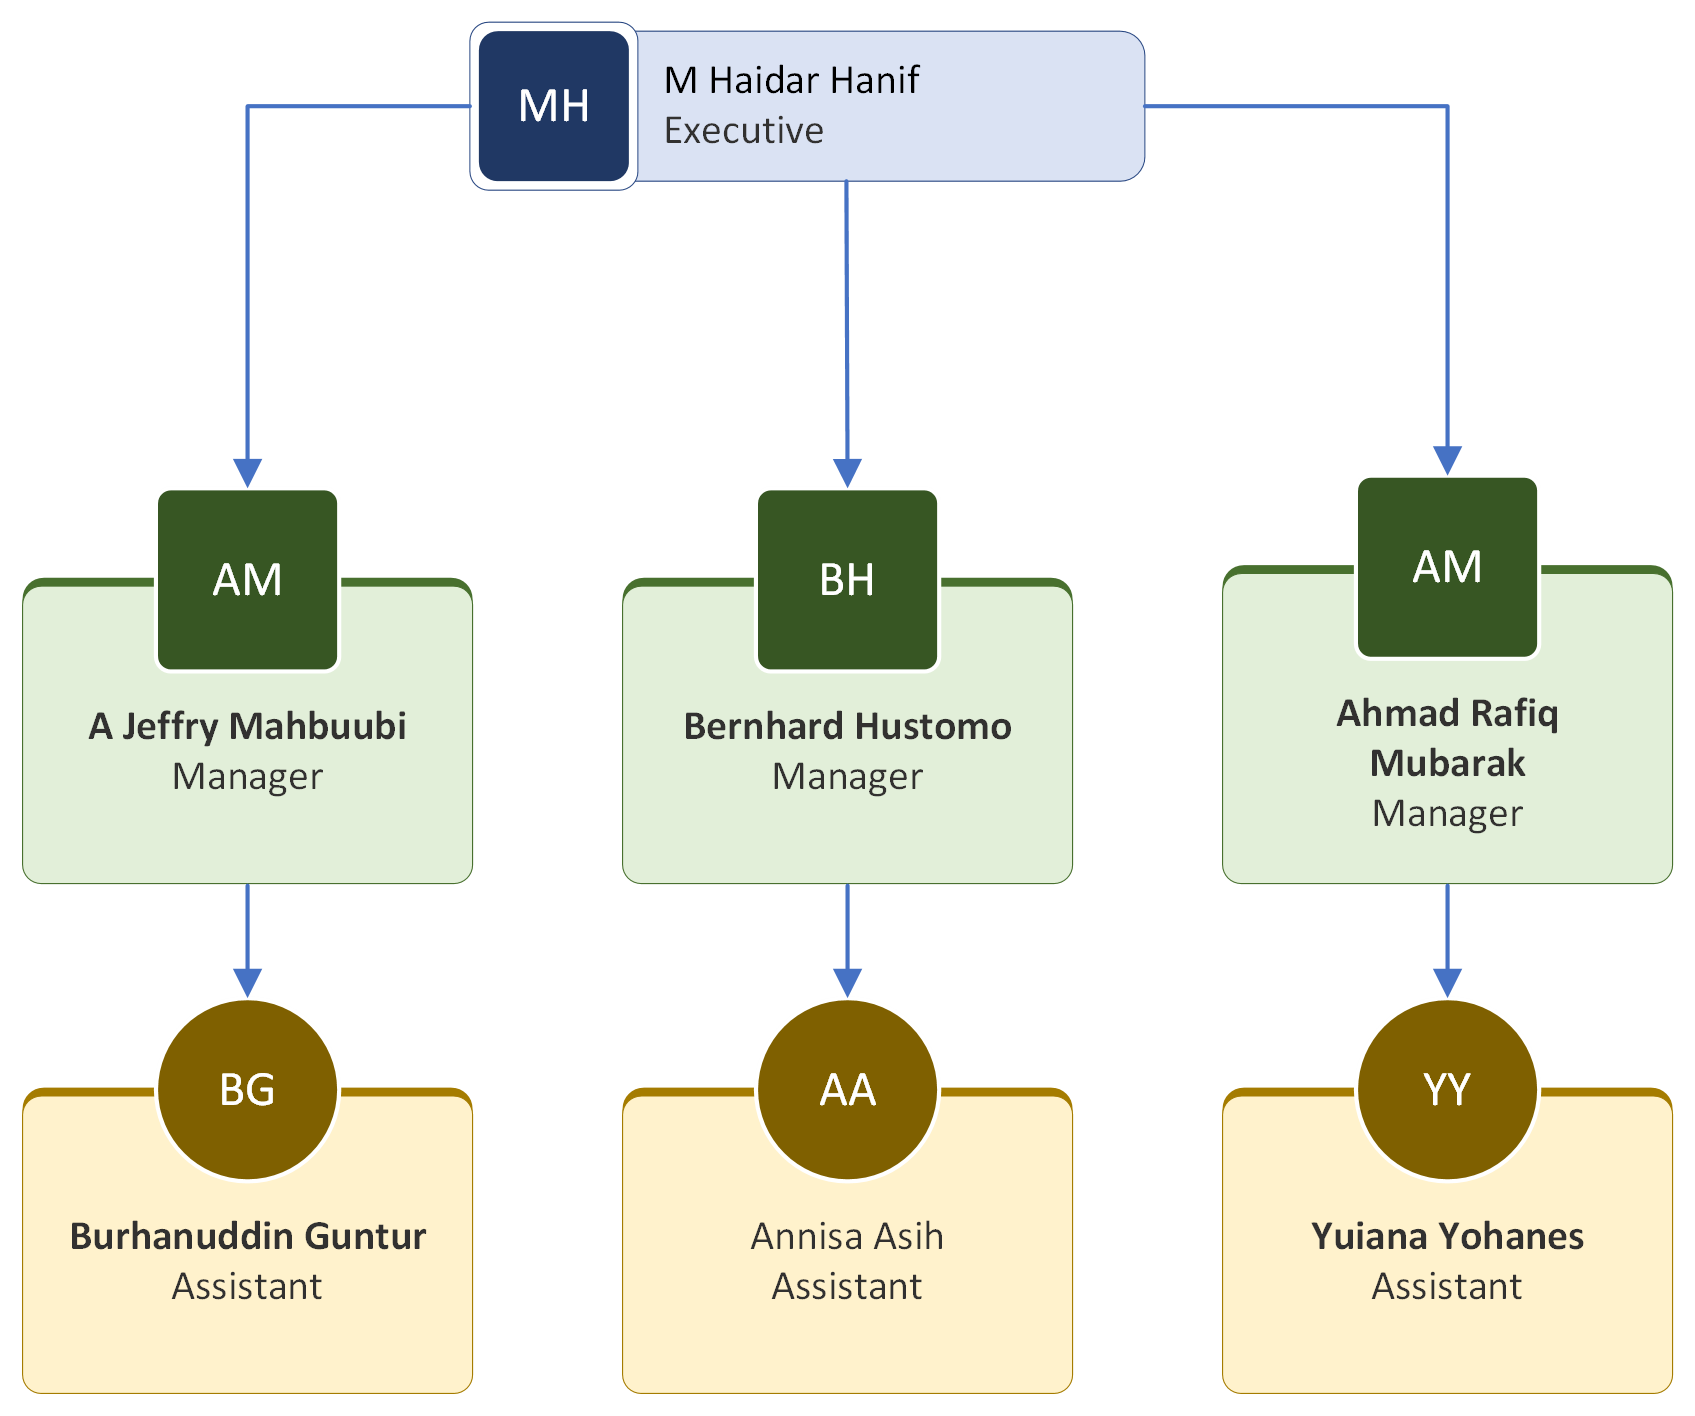 MH
M Haidar Hanif
Executive
AM
A Jeffry Mahbuubi
Manager
BH
Bernhard Hustomo
Manager
AM
Ahmad Rafiq
Mubarak
Manager
BG
Burhanuddin Guntur
Assistant
AA
Annisa Asih
Assistant
YY
Yuiana Yohanes
Assistant